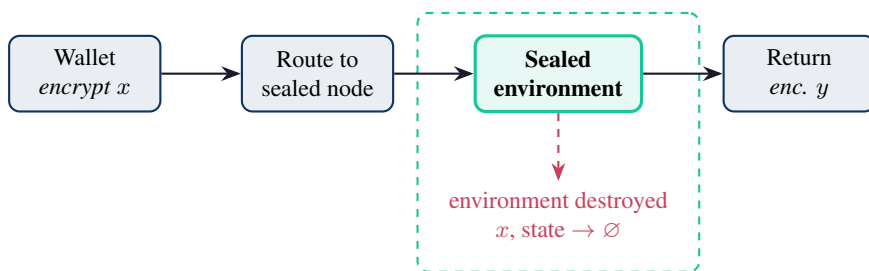 Wallet
encrypt x
Route to
sealed node
Sealed
environment
Return
enc. y
environment destroyed
x, state → ∅